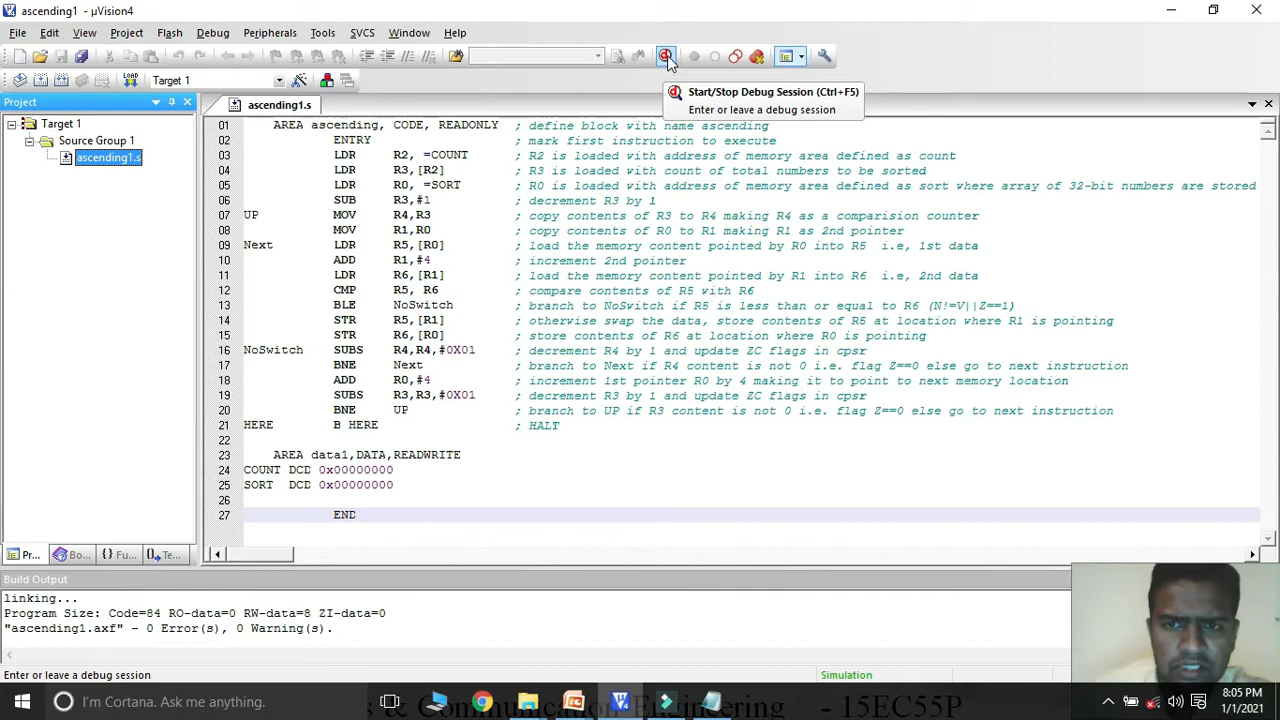 ascending1 - µVision4
File Edit View Project Flash Debug Peripherals Tools SVCS Window Help
LOAD Target 1
Start/Stop Debug Session (Ctrl+F5)
Enter or leave a debug session
Project
Target 1
Source Group 1
ascending1.s
ascending1.s
01 AREA ascending, CODE, READONLY ; define block with name ascending
02 ENTRY ; mark first instruction to execute
03 LDR R2, =COUNT ; R2 is loaded with address of memory area defined as count
04 LDR R3,[R2] ; R3 is loaded with count of total numbers to be sorted
05 LDR R0, =SORT ; R0 is loaded with address of memory area defined as sort where array of 32-bit numbers are stored
06 SUB R3,#1 ; decrement R3 by 1
07 UP MOV R4,R3 ; copy contents of R3 to R4 making R4 as a comparision counter
08 MOV R1,R0 ; copy contents of R0 to R1 making R1 as 2nd pointer
09 Next LDR R5,[R0] ; load the memory content pointed by R0 into R5 i.e, 1st data
10 ADD R1,#4 ; increment 2nd pointer
11 LDR R6,[R1] ; load the memory content pointed by R1 into R6 i.e, 2nd data
12 CMP R5, R6 ; compare contents of R5 with R6
13 BLE NoSwitch ; branch to NoSwitch if R5 is less than or equal to R6 (N!=V||Z==1)
14 STR R5,[R1] ; otherwise swap the data, store contents of R5 at location where R1 is pointing
15 STR R6,[R0] ; store contents of R6 at location where R0 is pointing
16 NoSwitch SUBS R4,R4,#0X01 ; decrement R4 by 1 and update ZC flags in cpsr
17 BNE Next ; branch to Next if R4 content is not 0 i.e. flag Z==0 else go to next instruction
18 ADD R0,#4 ; increment 1st pointer R0 by 4 making it to point to next memory location
19 SUBS R3,R3,#0X01 ; decrement R3 by 1 and update ZC flags in cpsr
20 BNE UP ; branch to UP if R3 content is not 0 i.e. flag Z==0 else go to next instruction
21 HERE B HERE ; HALT
22
23 AREA data1,DATA,READWRITE
24 COUNT DCD 0x00000000
25 SORT DCD 0x00000000
26
27 END
Pr... Bo... {} Fu... Te...
Build Output
linking...
Program Size: Code=84 RO-data=0 RW-data=8 ZI-data=0
"ascending1.axf" - 0 Error(s), 0 Warning(s).
Enter or leave a debug session Simulation
I'm Cortana. Ask me anything.
s & Communication Engineering - 15EC55P
8:05 PM
1/1/2021